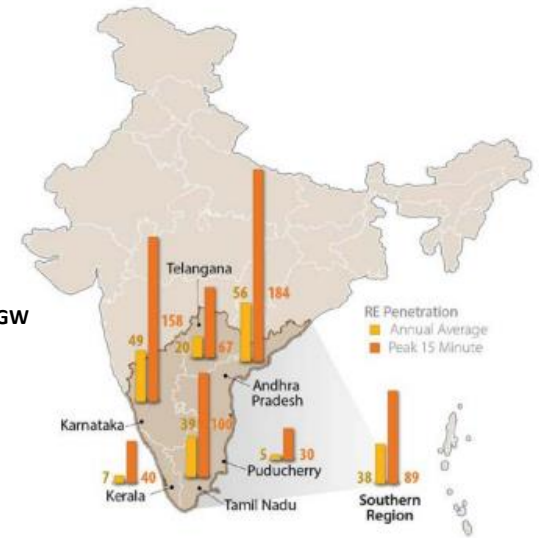 Telangana
56
184
GW
158
RE Penetration
Annual Average
Peak 15 Minute
49
20
67
Andhra
Pradesh
Karnataka
39
100
5
30
Puducherry
7
40
38
89
Kerala
Tamil Nadu
Southern
Region